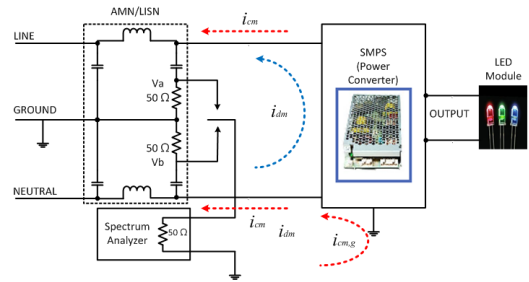 AMN/LISN
i_cm
LINE
SMPS
(Power
Converter)
LED
Module
Va
50 Ω
i_dm
GROUND
OUTPUT
50 Ω
Vb
NEUTRAL
i_cm
i_dm
i_cm,g
Spectrum
Analyzer
50 Ω